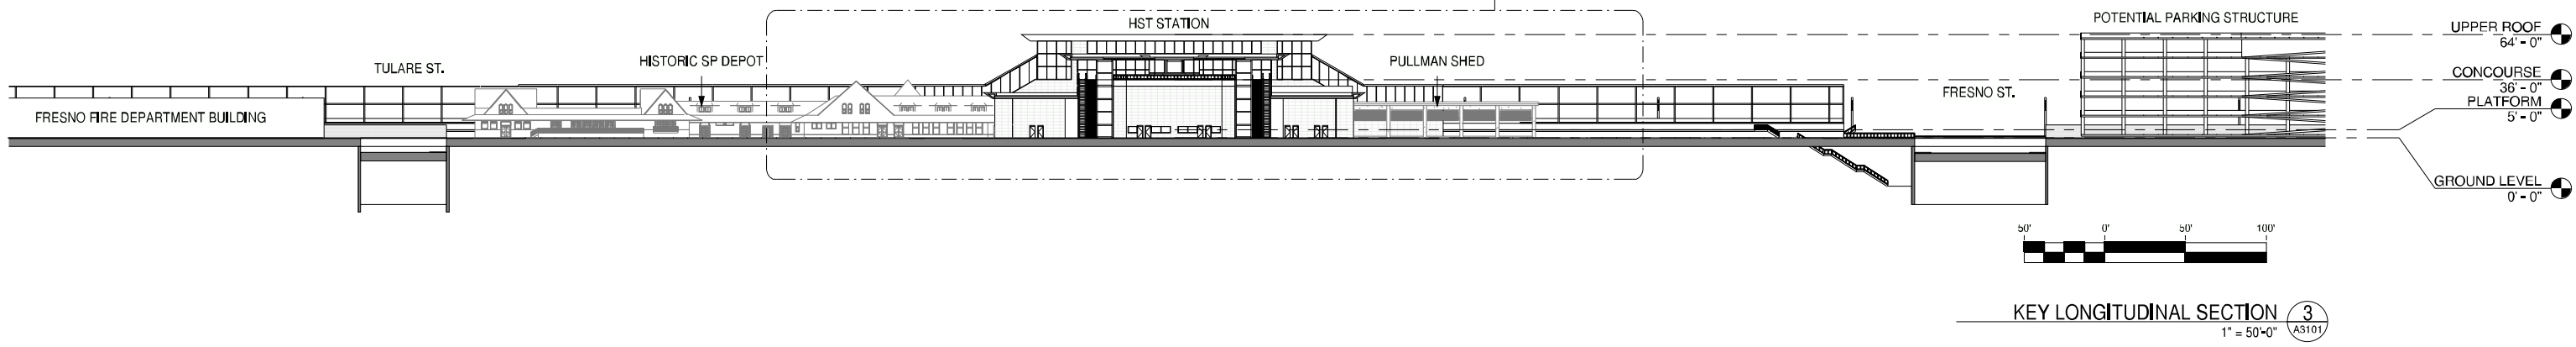 HST STATION
POTENTIAL PARKING STRUCTURE
UPPER ROOF
64' - 0"
TULARE ST.
HISTORIC SP DEPOT
PULLMAN SHED
CONCOURSE
36' - 0"
FRESNO ST.
PLATFORM
5' - 0"
FRESNO FIRE DEPARTMENT BUILDING
GROUND LEVEL
0' - 0"
50' 0' 50' 100'
KEY LONGITUDINAL SECTION 3
1" = 50'-0" A3101